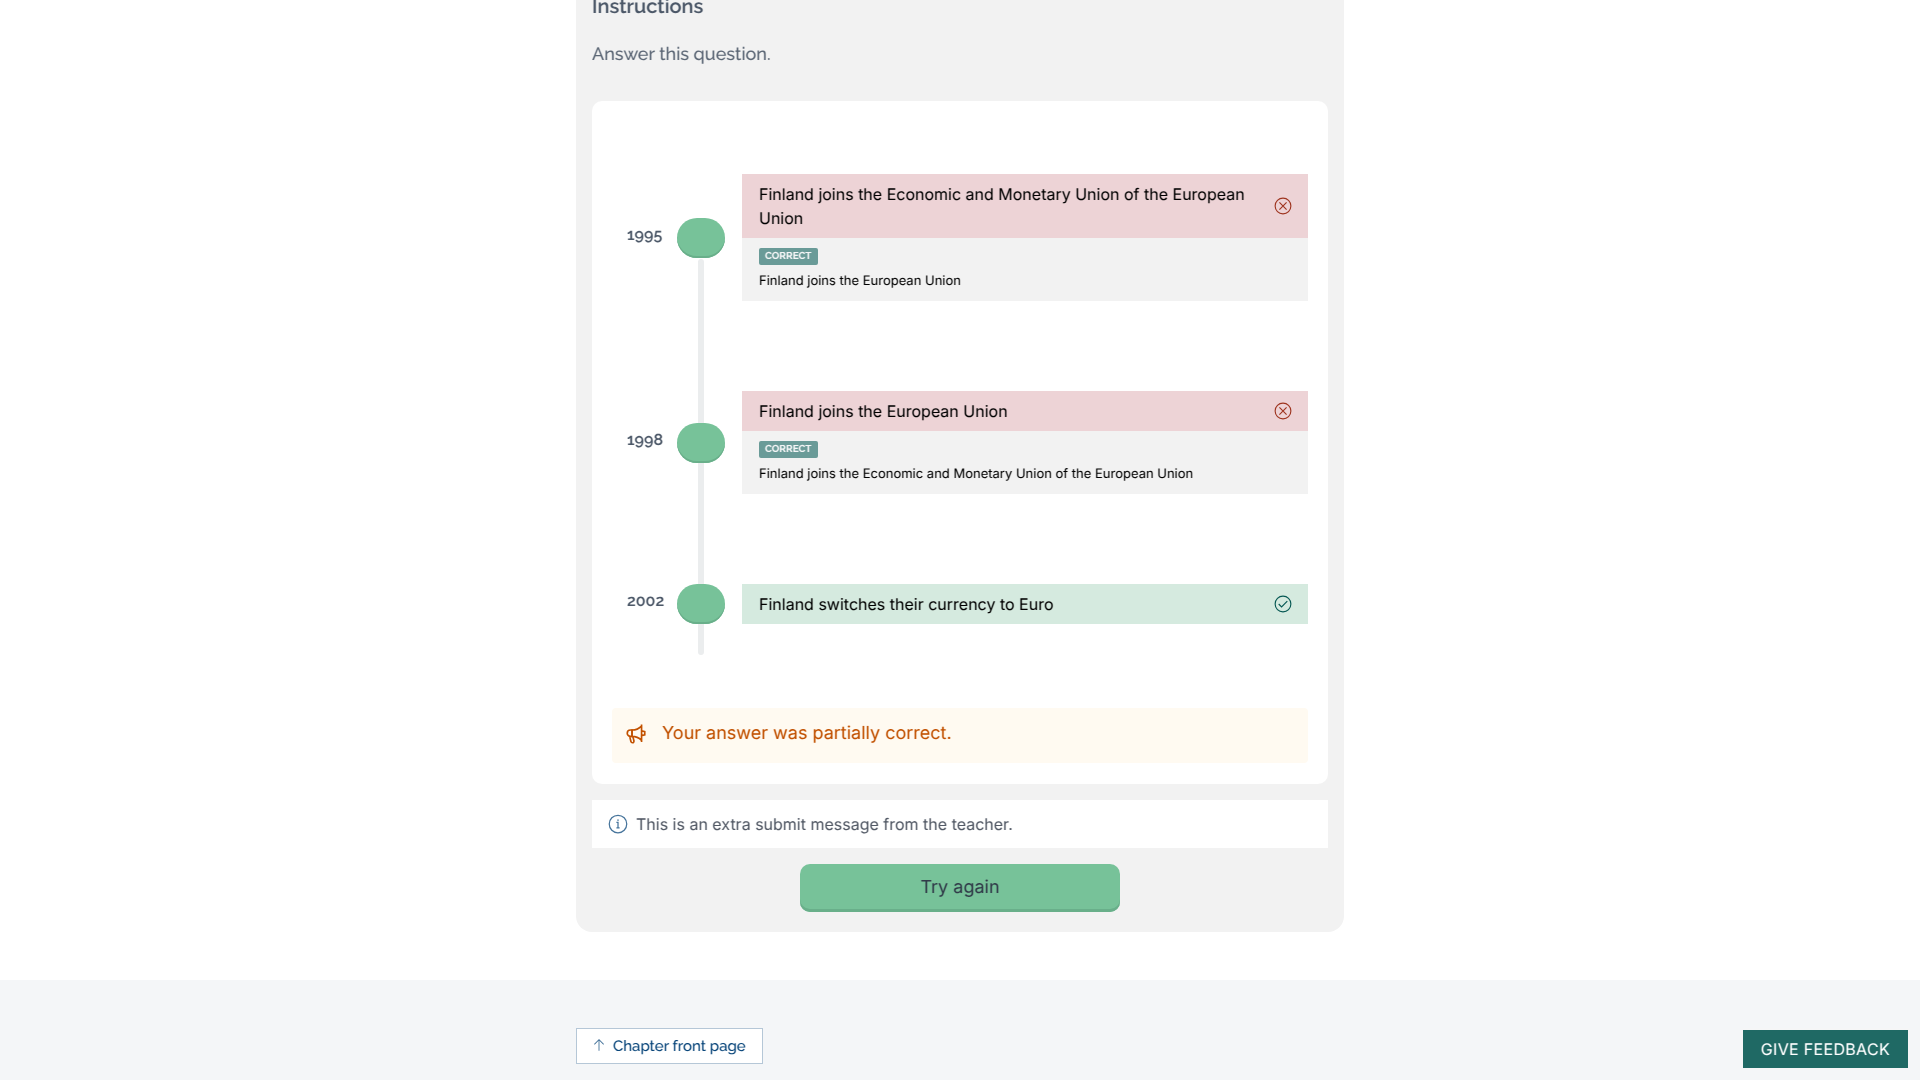 Instructions
Answer this question.
Finland joins the Economic and Monetary Union of the European
Union
1995
CORRECT
Finland joins the European Union
Finland joins the European Union
1998
CORRECT
Finland joins the Economic and Monetary Union of the European Union
2002
Finland switches their currency to Euro
Your answer was partially correct.
This is an extra submit message from the teacher.
Try again
Chapter front page
GIVE FEEDBACK